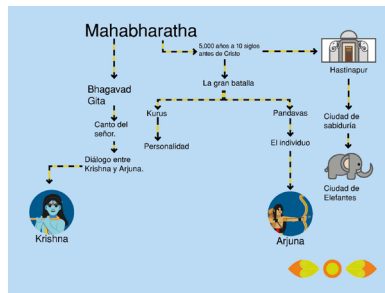 Mahabharatha
5,000 años a 10 siglos
antes de Cristo
Hastinapur
La gran batalla
Bhagavad
Gita
Kurus
Pandavas
Ciudad de
sabiduría
Canto del
señor.
Personalidad
El individuo
Diálogo entre
Krishna y Arjuna.
Ciudad de
Elefantes
Krishna
Arjuna